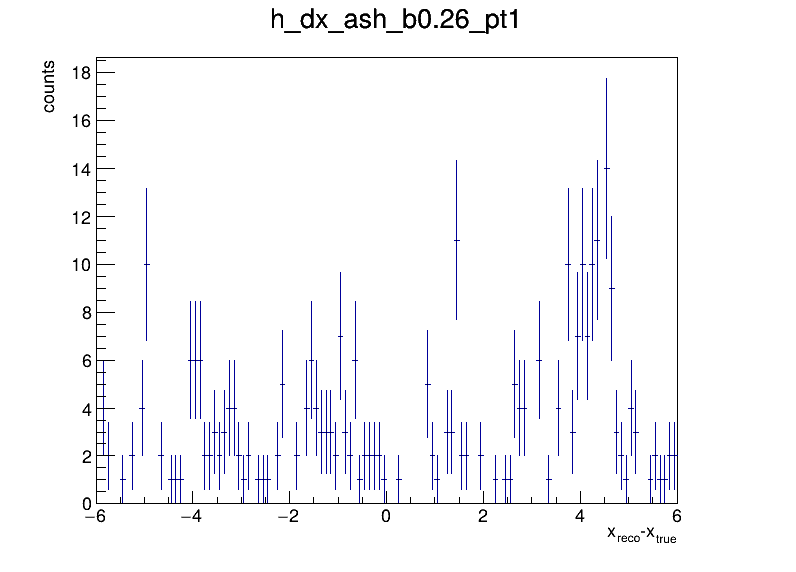 h_dx_ash_b0.26_pt1
counts
18
16
14
12
10
8
6
4
2
0
−6 −4 −2 0 2 4 6
x_reco-x_true